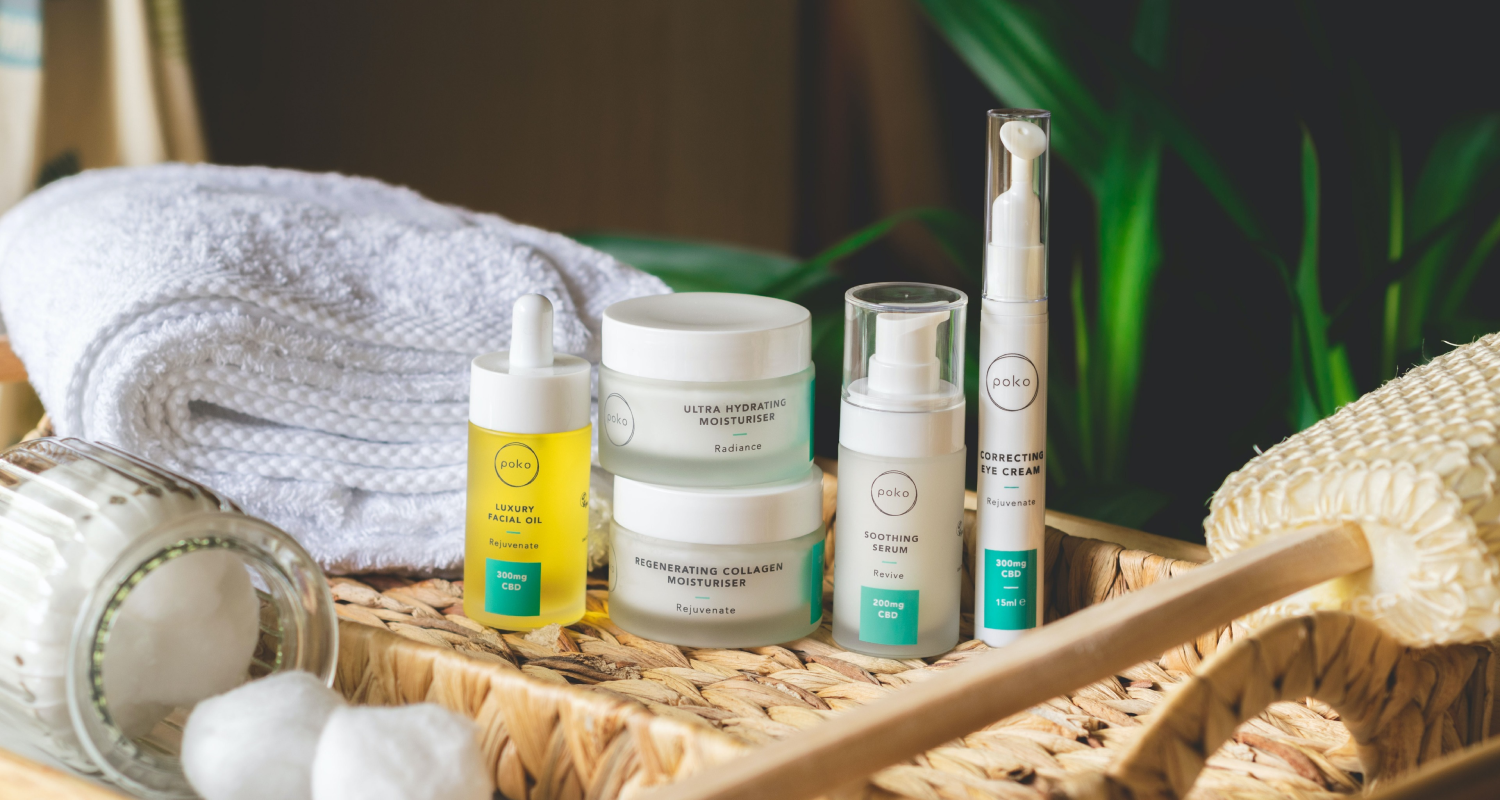 poko
LUXURY
FACIAL OIL
Rejuvenate
300mg
CBD
poko
ULTRA HYDRATING
MOISTURISER
Radiance
REGENERATING COLLAGEN
MOISTURISER
Rejuvenate
poko
SOOTHING
SERUM
Revive
200mg
CBD
poko
CORRECTING
EYE CREAM
Rejuvenate
300mg
CBD
15ml ℮